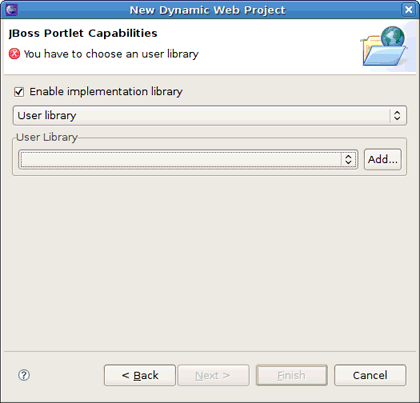 New Dynamic Web Project
JBoss Portlet Capabilities
You have to choose an user library
Enable implementation library
User library
User Library
Add...
?
< Back
Next >
Finish
Cancel